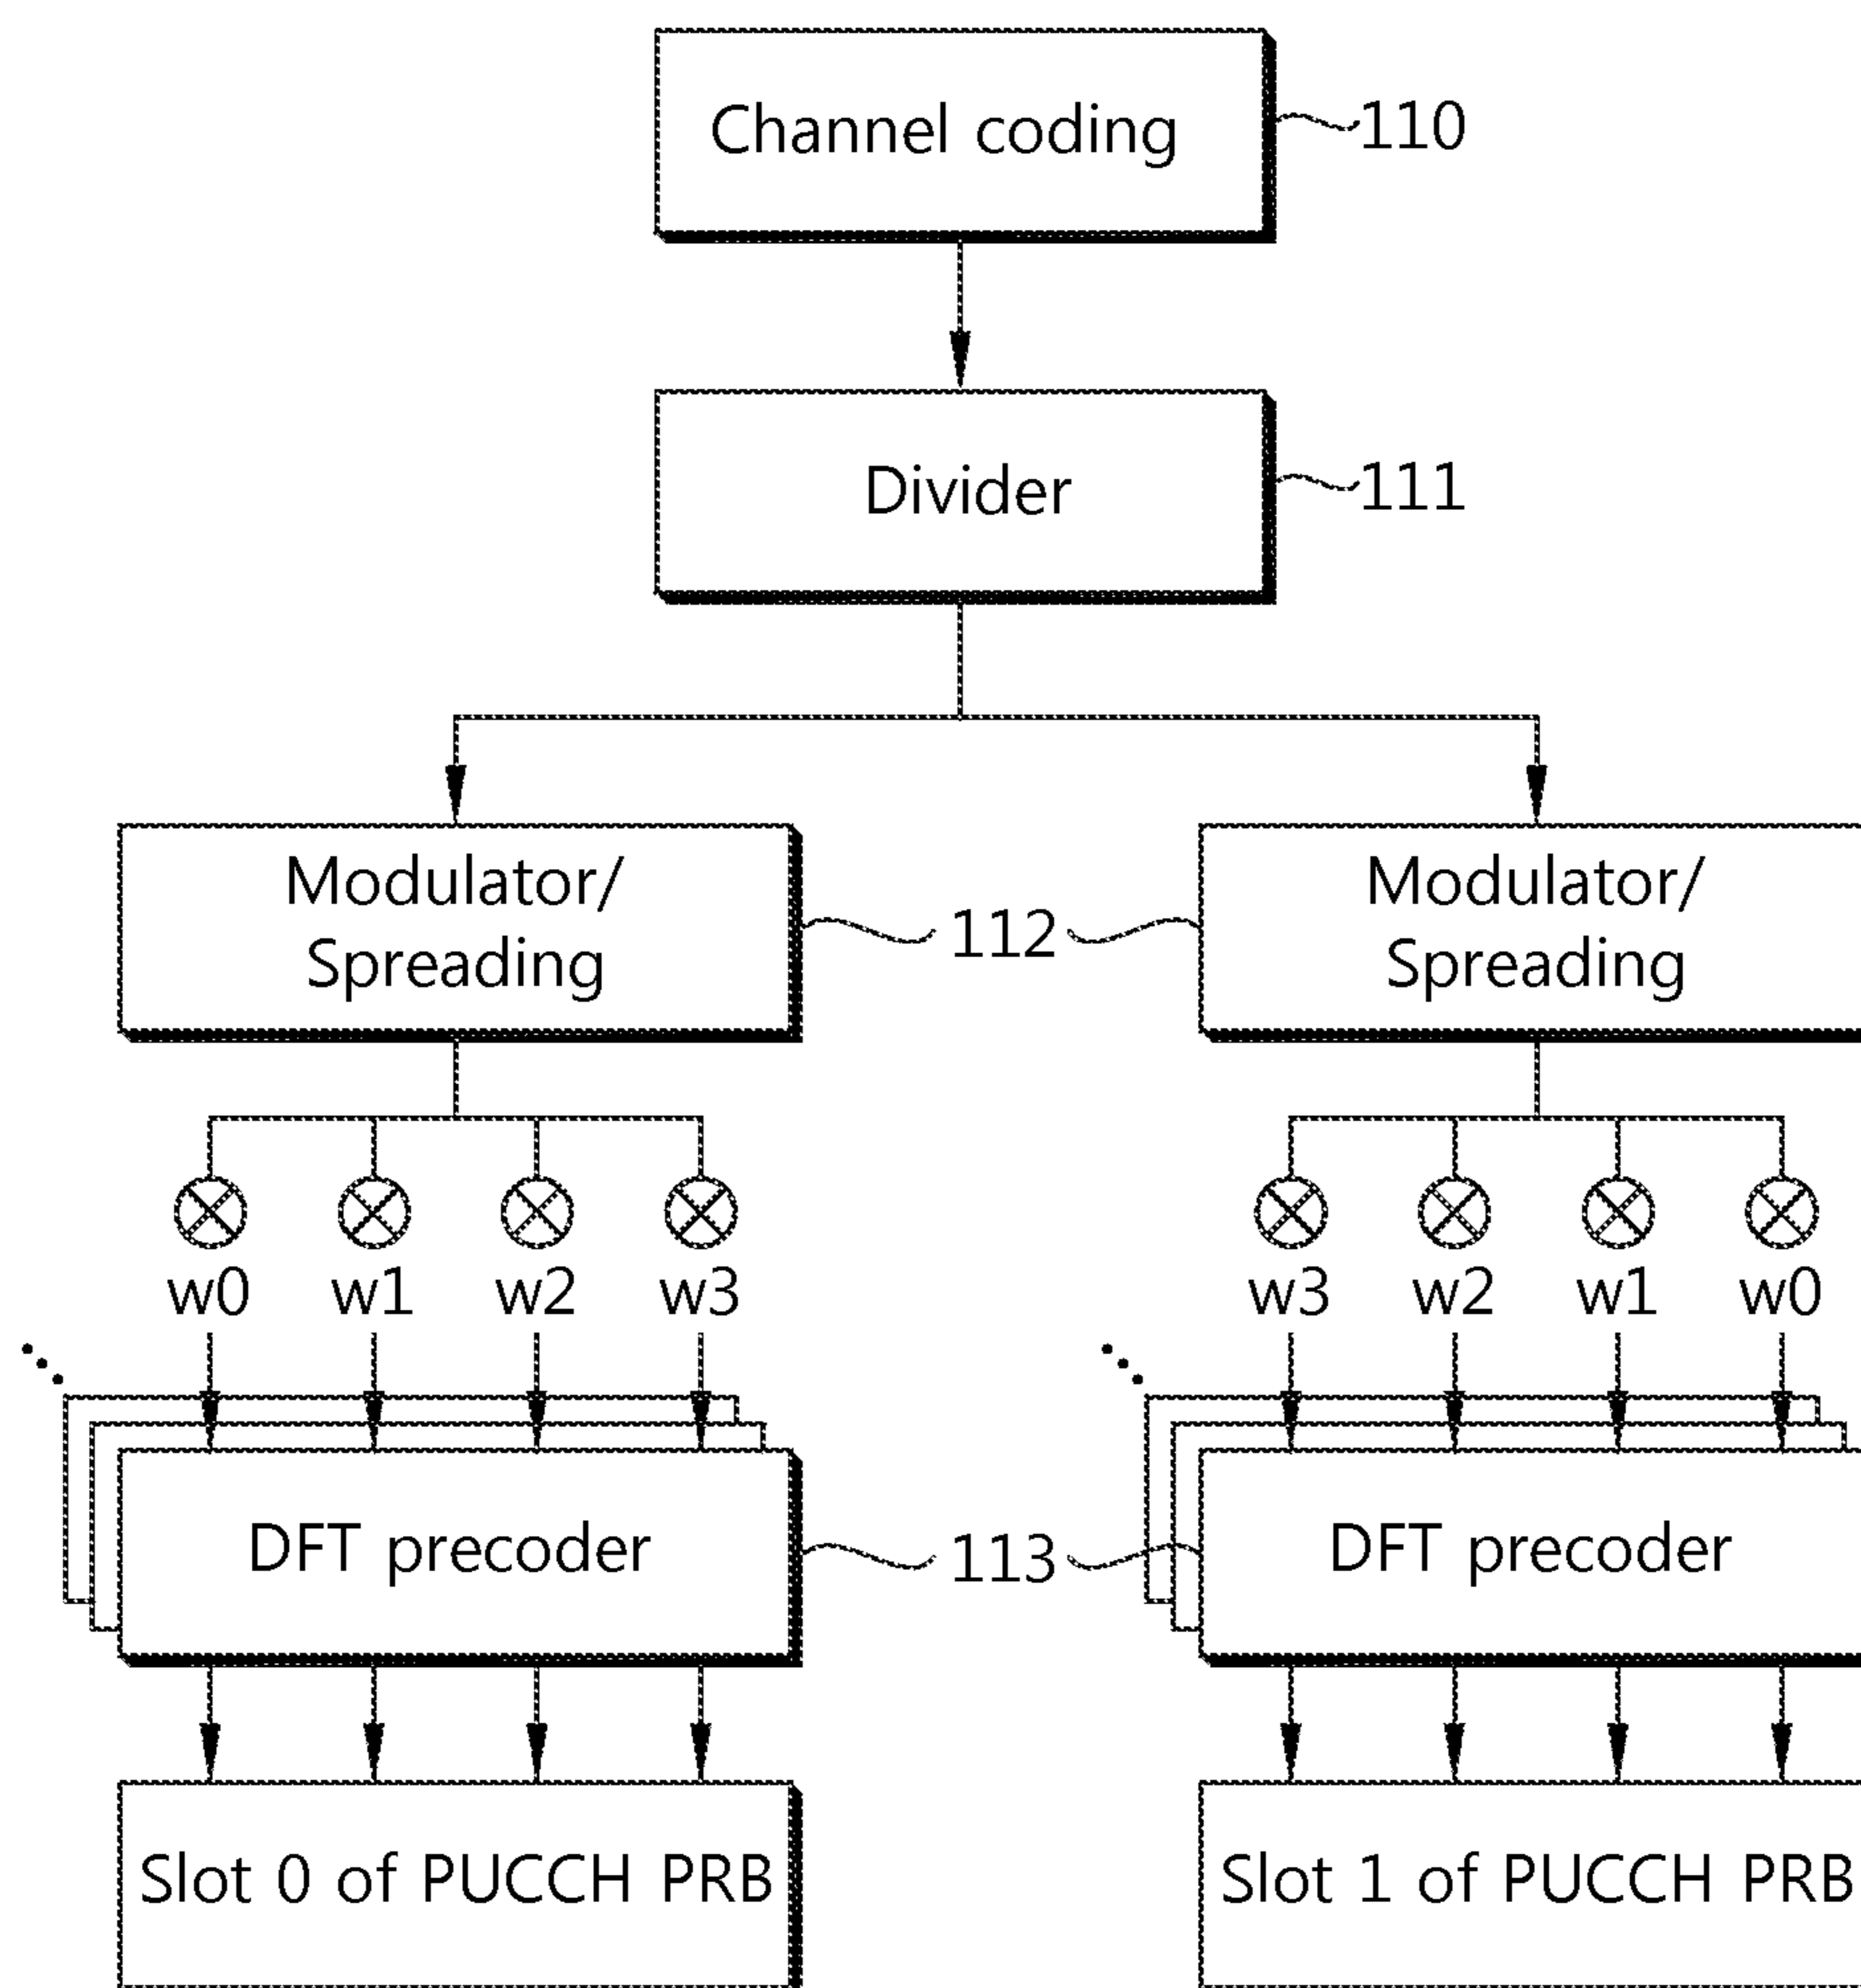 Channel coding
110
Divider
111
Modulator/
Spreading
112
Modulator/
Spreading
w0 w1 w2 w3
w3 w2 w1 w0
DFT precoder
113
DFT precoder
Slot 0 of PUCCH PRB
Slot 1 of PUCCH PRB